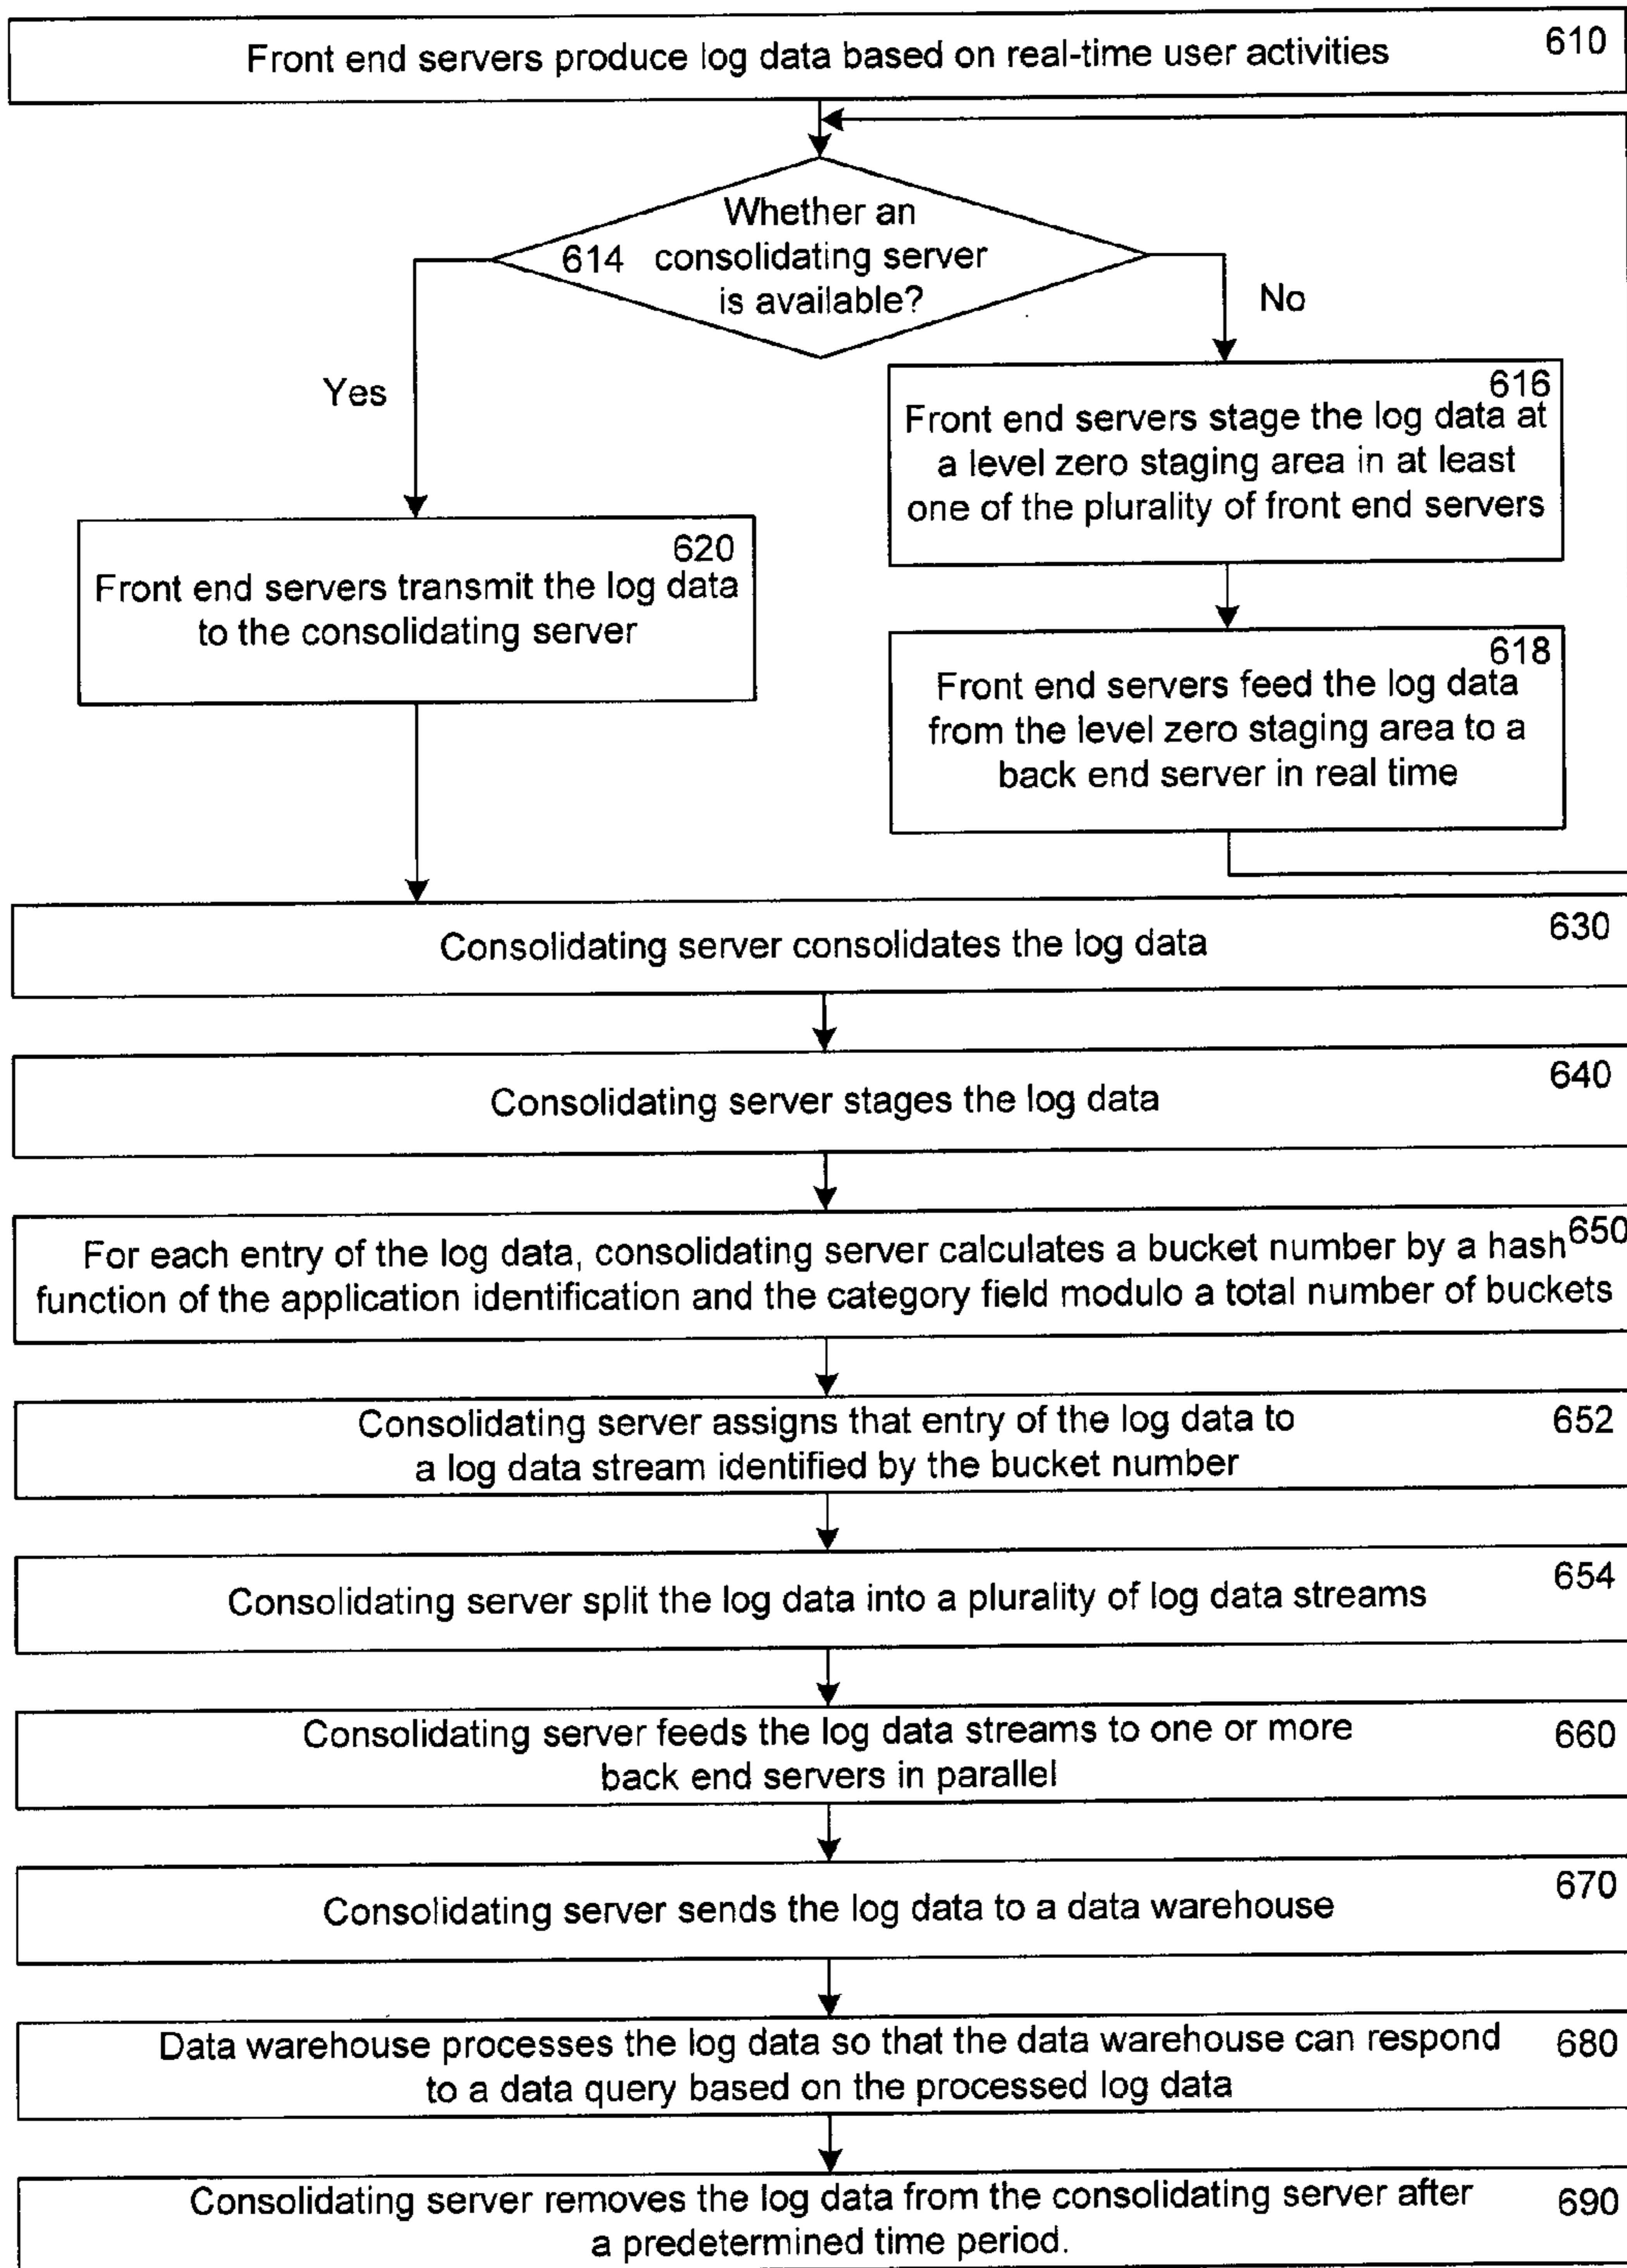 Front end servers produce log data based on real-time user activities 610
Whether an
614 consolidating server
is available?
No
Yes
616
Front end servers stage the log data at
a level zero staging area in at least
one of the plurality of front end servers
620
Front end servers transmit the log data
to the consolidating server
618
Front end servers feed the log data
from the level zero staging area to a
back end server in real time
Consolidating server consolidates the log data 630
Consolidating server stages the log data 640
For each entry of the log data, consolidating server calculates a bucket number by a hash 650
function of the application identification and the category field modulo a total number of buckets
Consolidating server assigns that entry of the log data to 652
a log data stream identified by the bucket number
Consolidating server split the log data into a plurality of log data streams 654
Consolidating server feeds the log data streams to one or more 660
back end servers in parallel
Consolidating server sends the log data to a data warehouse 670
Data warehouse processes the log data so that the data warehouse can respond 680
to a data query based on the processed log data
Consolidating server removes the log data from the consolidating server after 690
a predetermined time period.